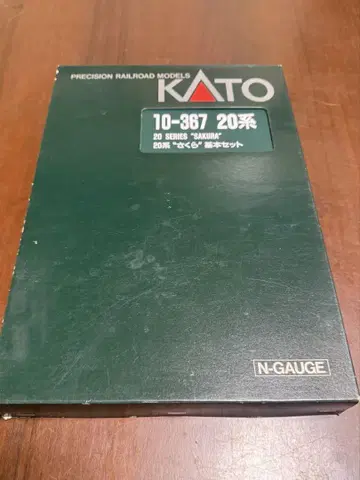 PRECISION RAILROAD MODELS
KATO
10-367 20系
20 SERIES "SAKURA"
20系 "さくら" 基本セット
N-GAUGE